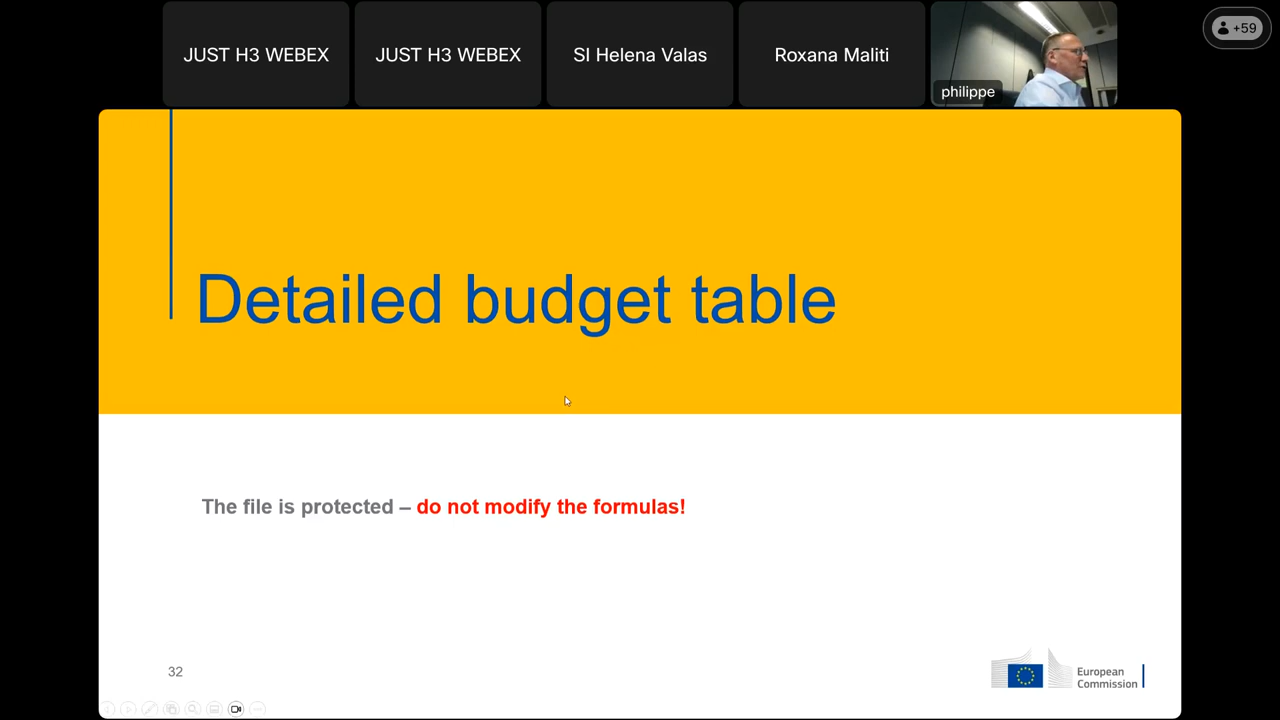 JUST H3 WEBEX
JUST H3 WEBEX
SI Helena Valas
Roxana Maliti
philippe
+59
Detailed budget table
The file is protected – do not modify the formulas!
32
European
Commission